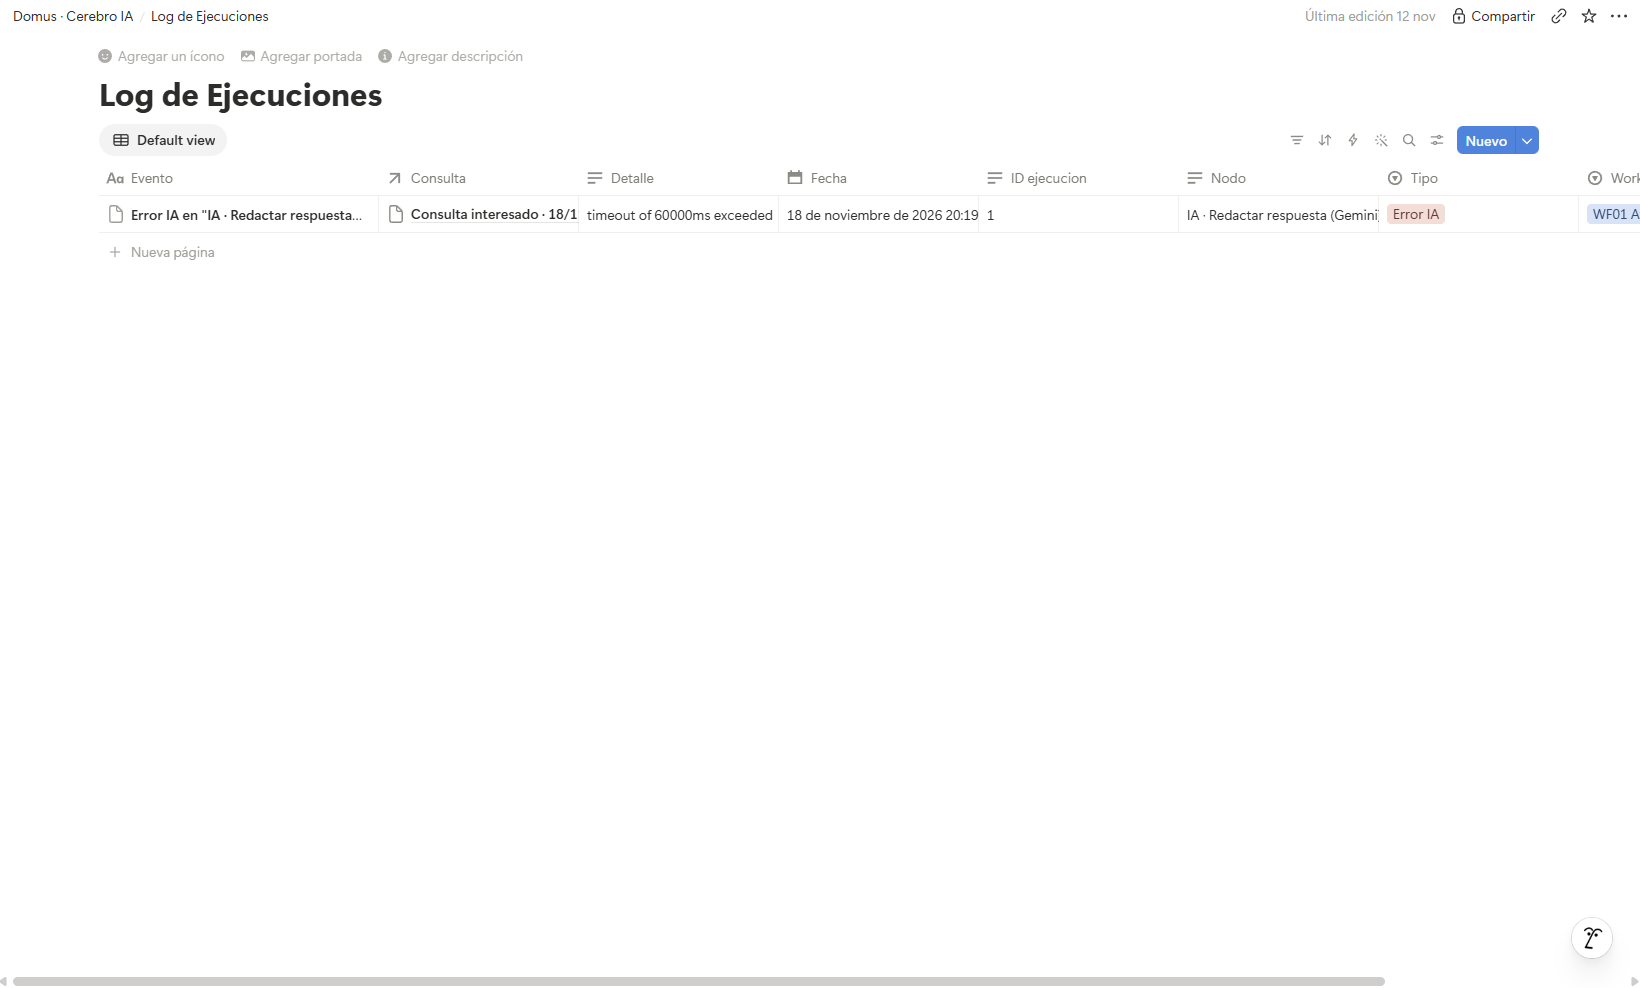 Domus · Cerebro IA / Log de Ejecuciones
Última edición 12 nov
Compartir
Agregar un ícono
Agregar portada
Agregar descripción
Log de Ejecuciones
Default view
Nuevo
Aa Evento
Consulta
Detalle
Fecha
ID ejecucion
Nodo
Tipo
Work
Error IA en "IA · Redactar respuesta...
Consulta interesado · 18/1
timeout of 60000ms exceeded
18 de noviembre de 2026 20:19
1
IA · Redactar respuesta (Gemini)
Error IA
WF01 A
+ Nueva página